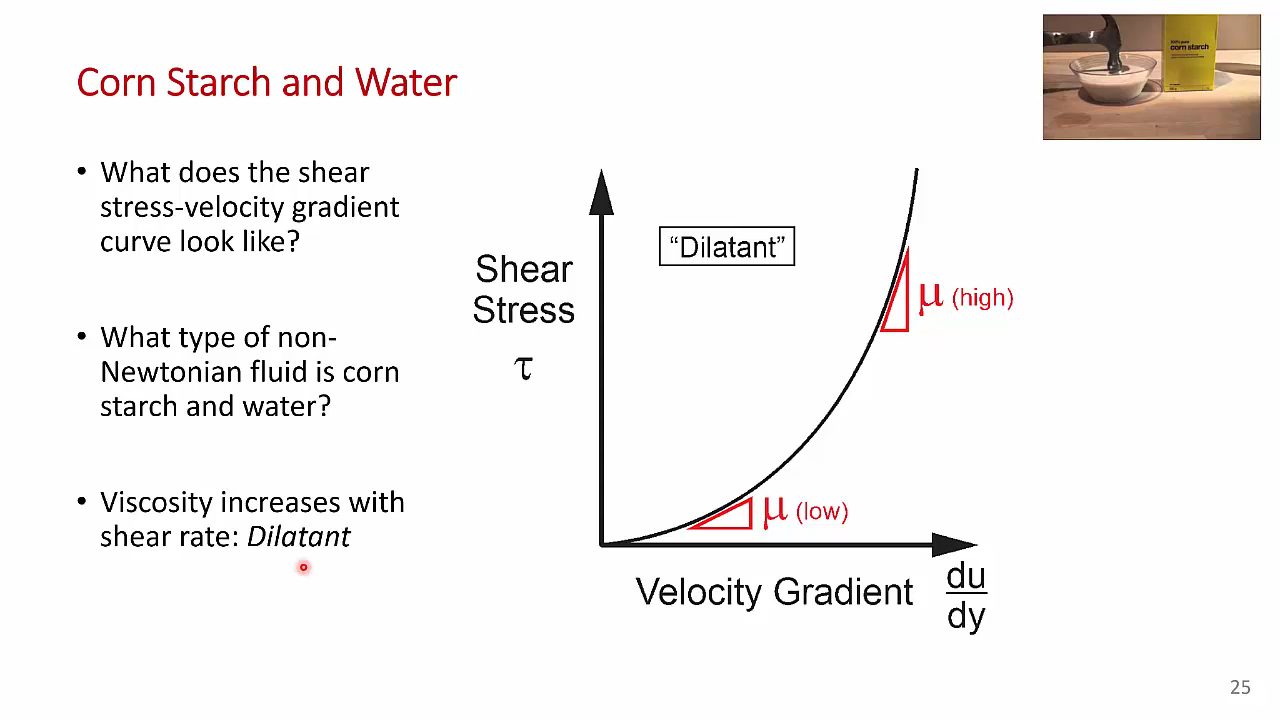 Corn Starch and Water
• What does the shear
stress-velocity gradient
curve look like?
• What type of non-
Newtonian fluid is corn
starch and water?
• Viscosity increases with
shear rate: Dilatant
Shear
Stress
τ
“Dilatant”
μ (high)
μ (low)
Velocity Gradient
du
dy
corn starch
25